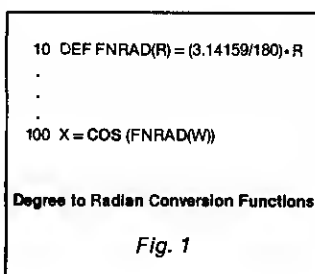 10 DEF FNRAD(R) = (3.14159/180)*R
.
.
.
100 X = COS (FNRAD(W))
Degree to Radian Conversion Functions
Fig. 1